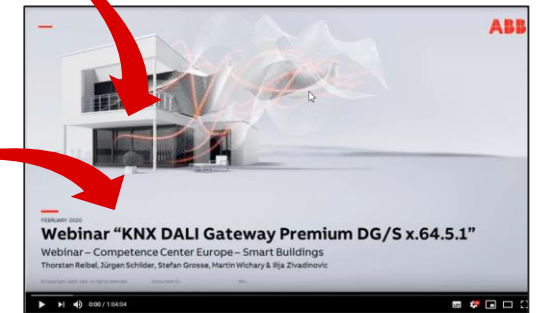 ABB
FEBRUARY 2020
Webinar “KNX DALI Gateway Premium DG/S x.64.5.1”
Webinar – Competence Center Europe – Smart Buildings
Thorsten Reibel, Jürgen Schilder, Stefan Grosse, Martin Wichary & Ilija Zivadinovic
0:00 / 1:04:04